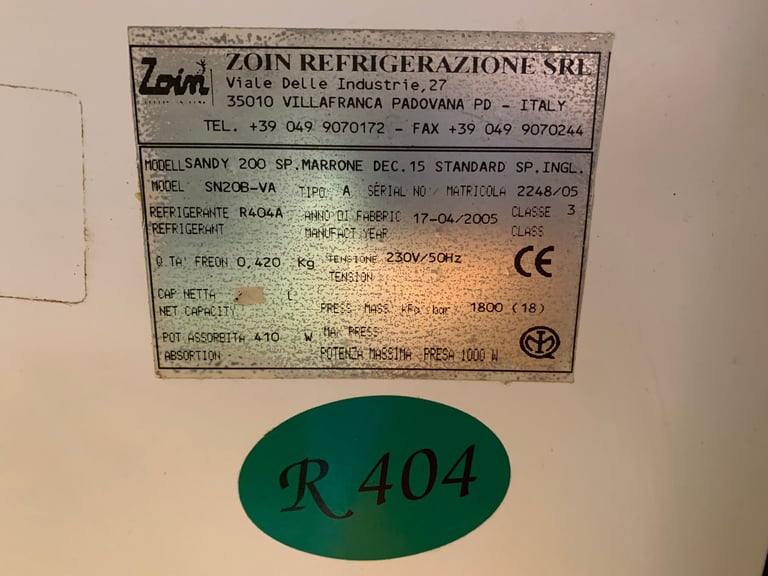 Zoin
ZOIN REFRIGERAZIONE SRL
Viale Delle Industrie,27
35010 VILLAFRANCA PADOVANA PD - ITALY
TEL. +39 049 9070172 - FAX +39 049 9070244
MODELL SANDY 200 SP.MARRONE DEC.15 STANDARD SP.INGL.
MODEL SN20B-VA TIPO A SERIAL NO/ MATRICOLA 2248/05
REFRIGERANTE R404A ANNO DI FABBRIC 17-04/2005 CLASSE 3
REFRIGERANT MANUFACT.YEAR CLASS
Q.TA' FREON 0,420 Kg TENSIONE 230V/50Hz
TENSION
CE
CAP NETTA L
NET CAPACITY PRESS MASS kPa bar 1800 (18)
POT ASSORBITA 410 W MAX PRESS
ABSORTION POTENZA MASSIMA PRESA 1000 W
R 404